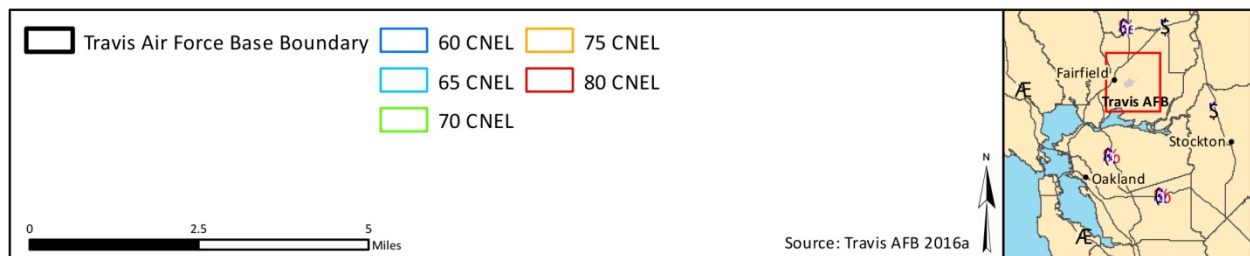 Travis Air Force Base Boundary
60 CNEL
65 CNEL
70 CNEL
75 CNEL
80 CNEL
0 2.5 5
Miles
N
Source: Travis AFB 2016a
$
Fairfield
Travis AFB
Æ
$
Stockton
Oakland
Æ